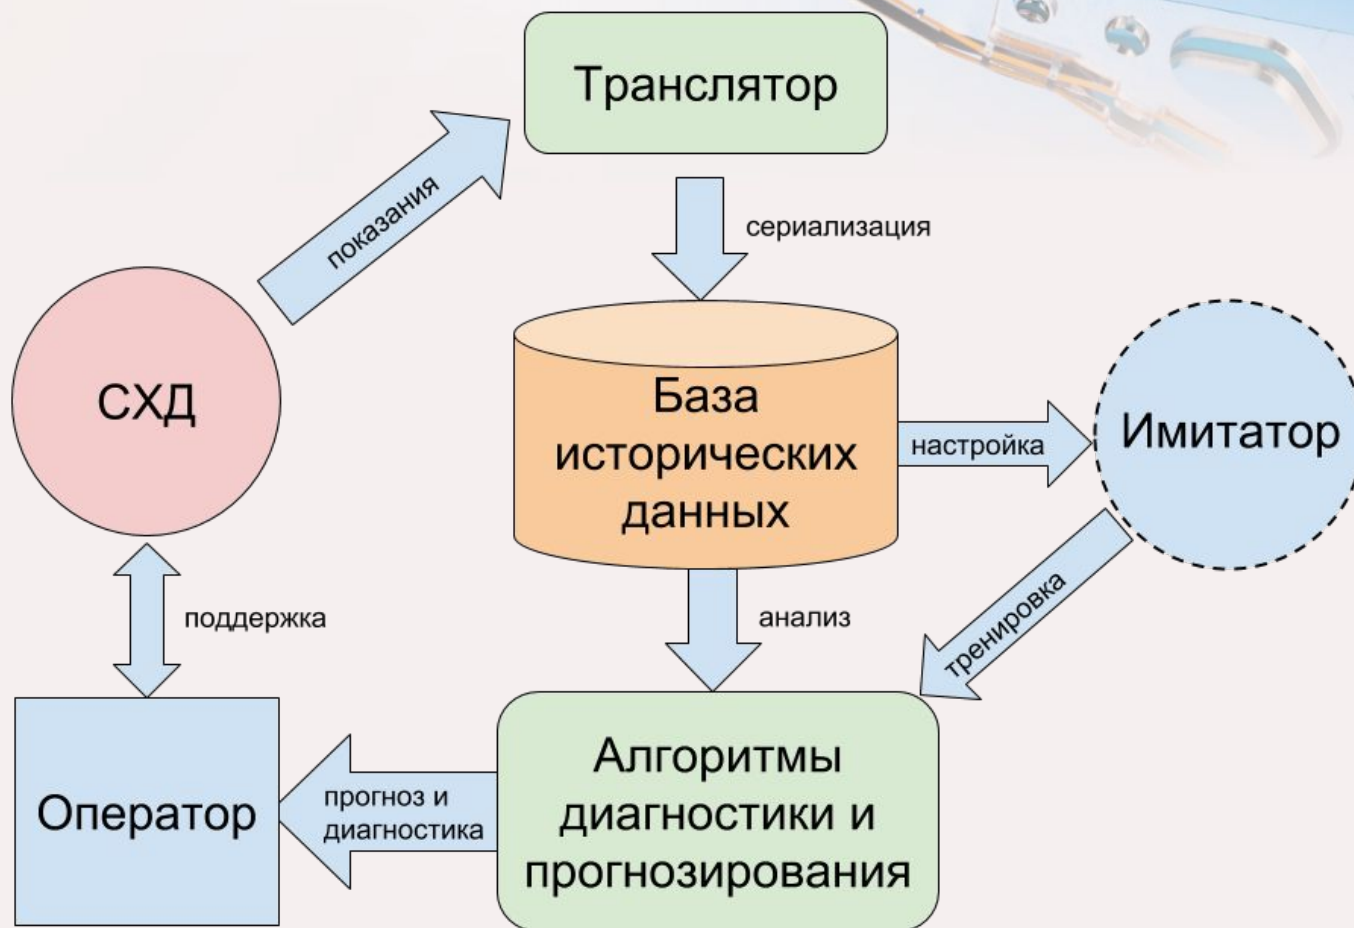 Транслятор
показания
сериализация
СХД
База
исторических
данных
настройка
Имитатор
поддержка
анализ
тренировка
Оператор
прогноз и
диагностика
Алгоритмы
диагностики и
прогнозирования